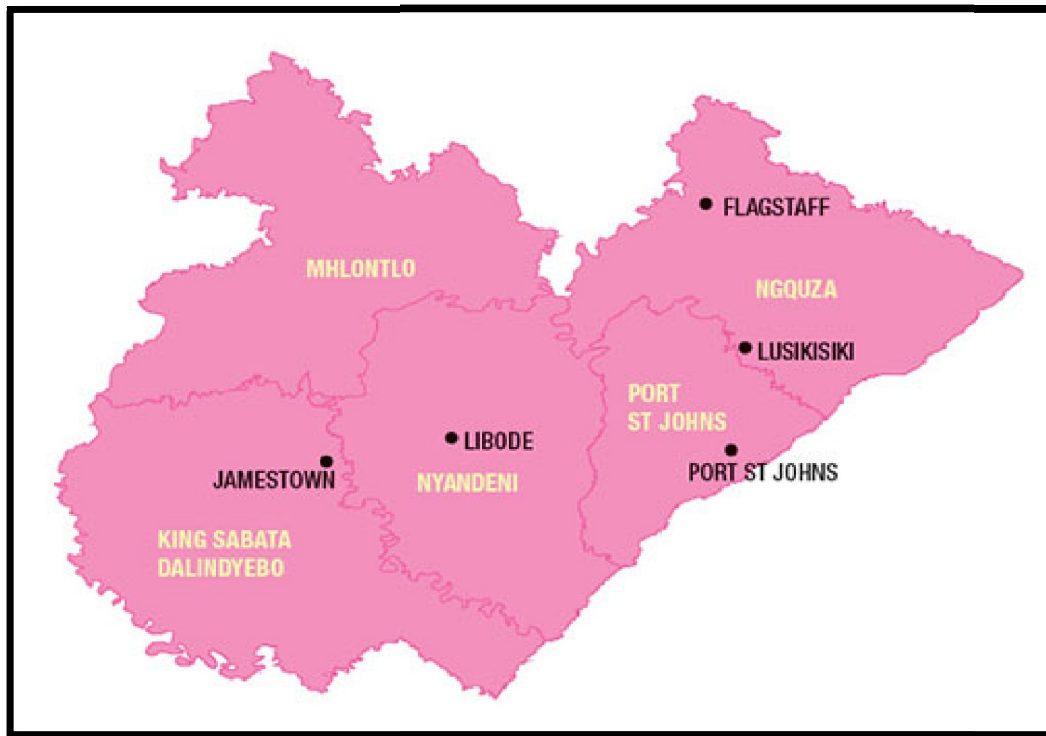 FLAGSTAFF
MHLONTLO
NGQUZA
LUSIKISIKI
PORT
ST JOHNS
LIBODE
PORT ST JOHNS
JAMESTOWN
NYANDENI
KING SABATA
DALINDYEBO